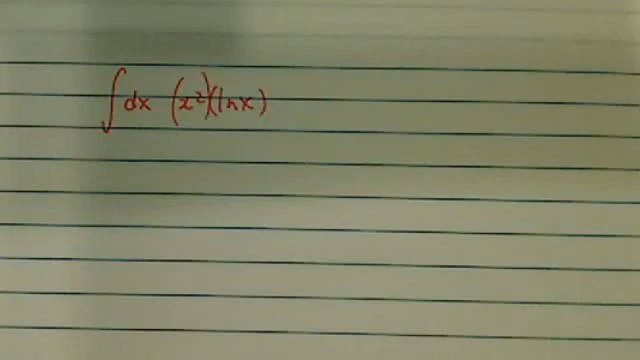 ∫dx (x²)(ln x)